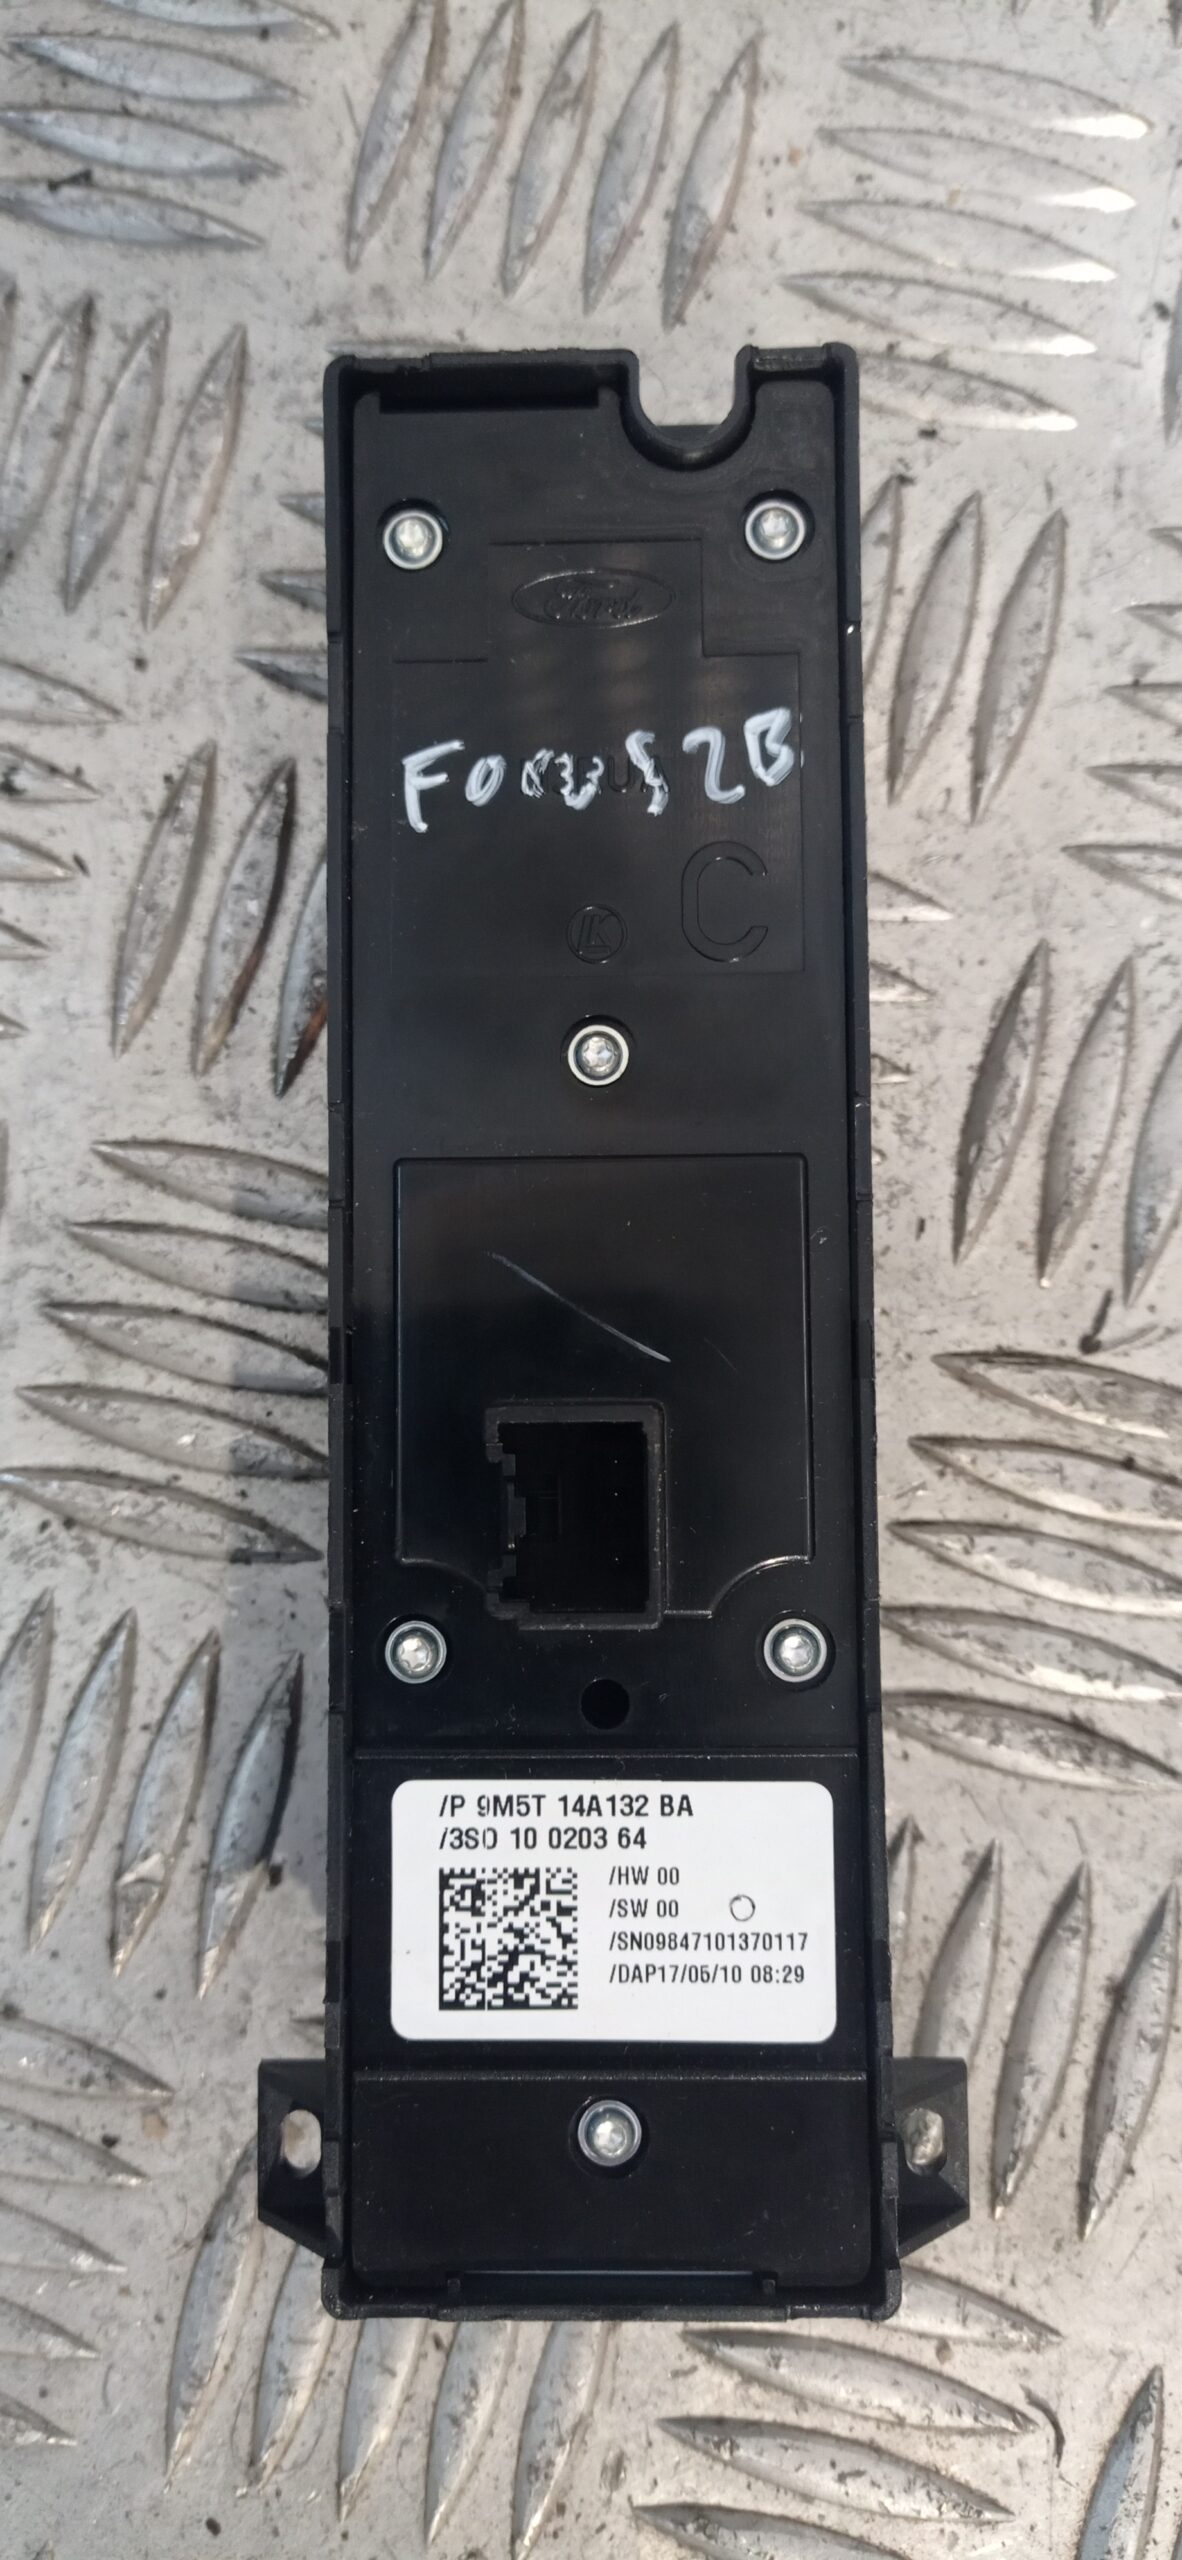 Ford
FOCUS 2B
C
LK
/P 9M5T 14A132 BA
/3S0 10 0203 64
/HW 00
/SW 00
/SN09847101370117
/DAP17/05/10 08:29